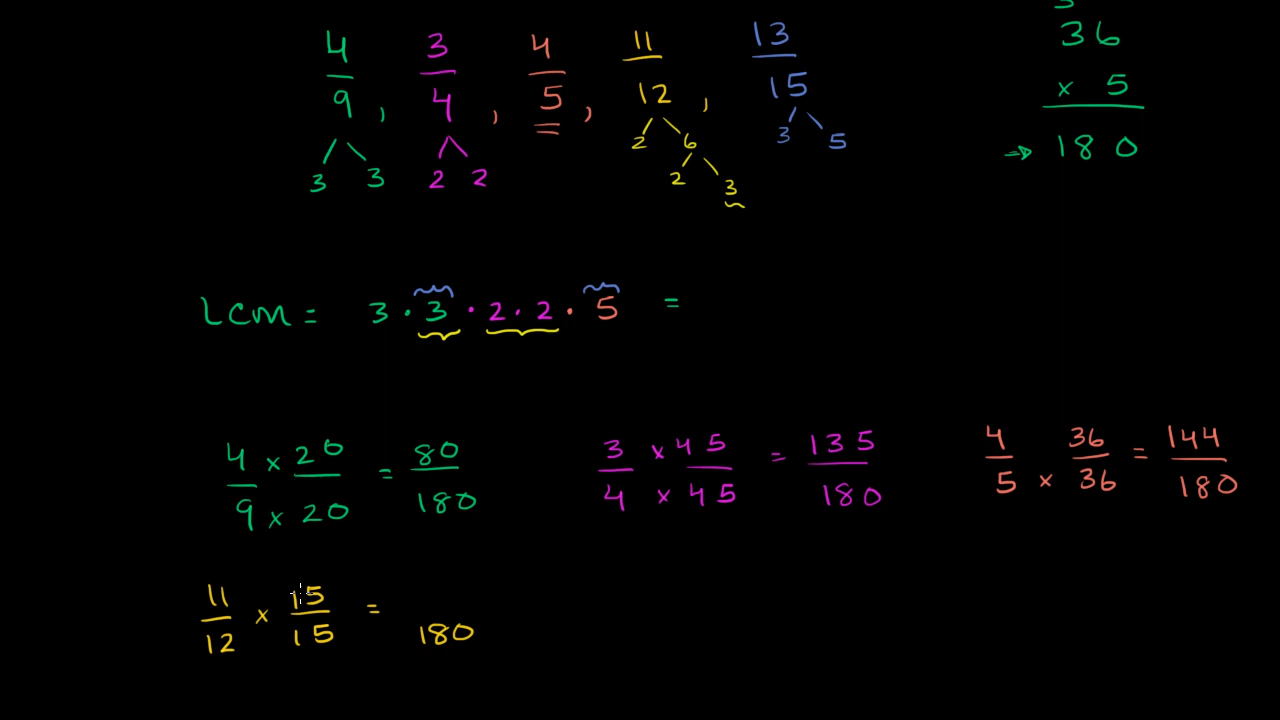 4/9, 3/4, 4/5, 11/12, 13/15
3 3 2 2 2 6 3 5
2 3
36
x 5
→ 180
LCM = 3 · 3 · 2 · 2 · 5 =
4/9 x 20/x 20 = 80/180
3/4 x 45/x 45 = 135/180
4/5 x 36/36 = 144/180
11/12 x 15/15 = 180